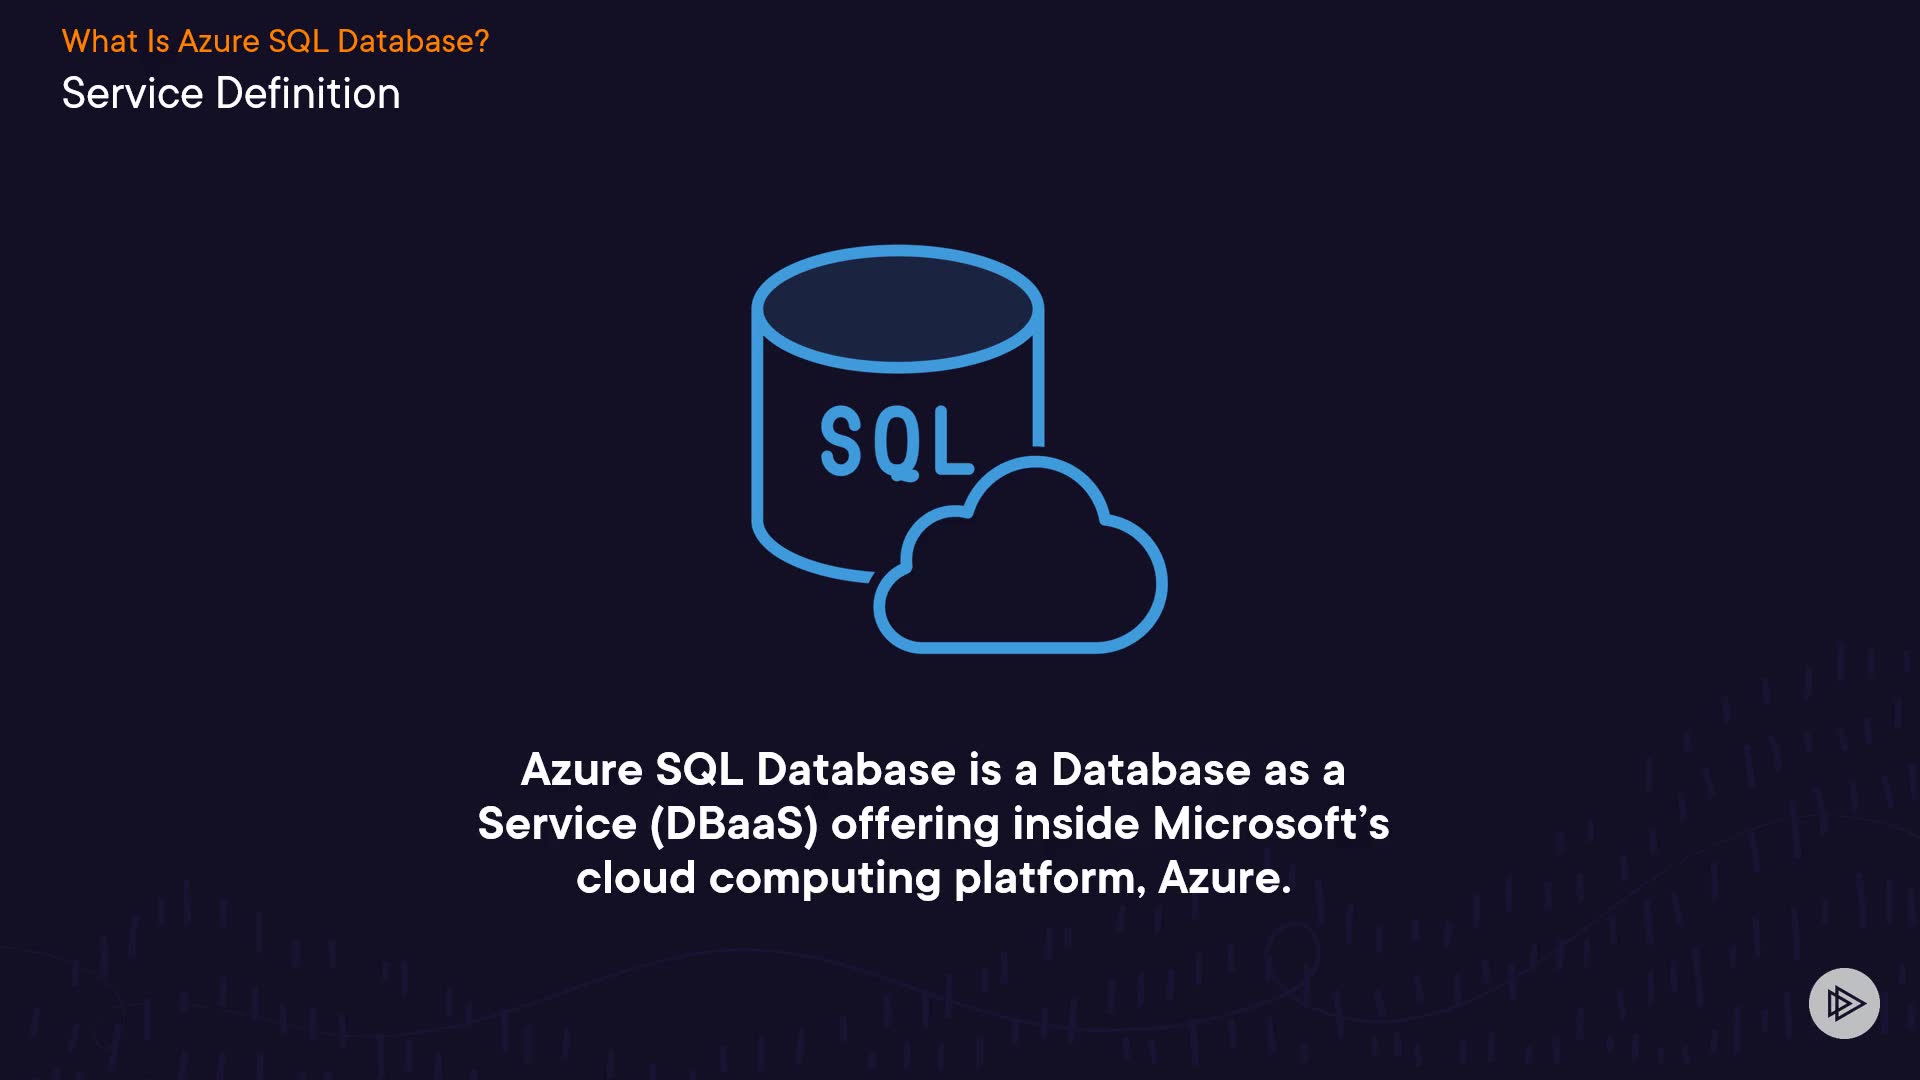 What Is Azure SQL Database?
Service Definition
SQL
Azure SQL Database is a Database as a
Service (DBaaS) offering inside Microsoft’s
cloud computing platform, Azure.